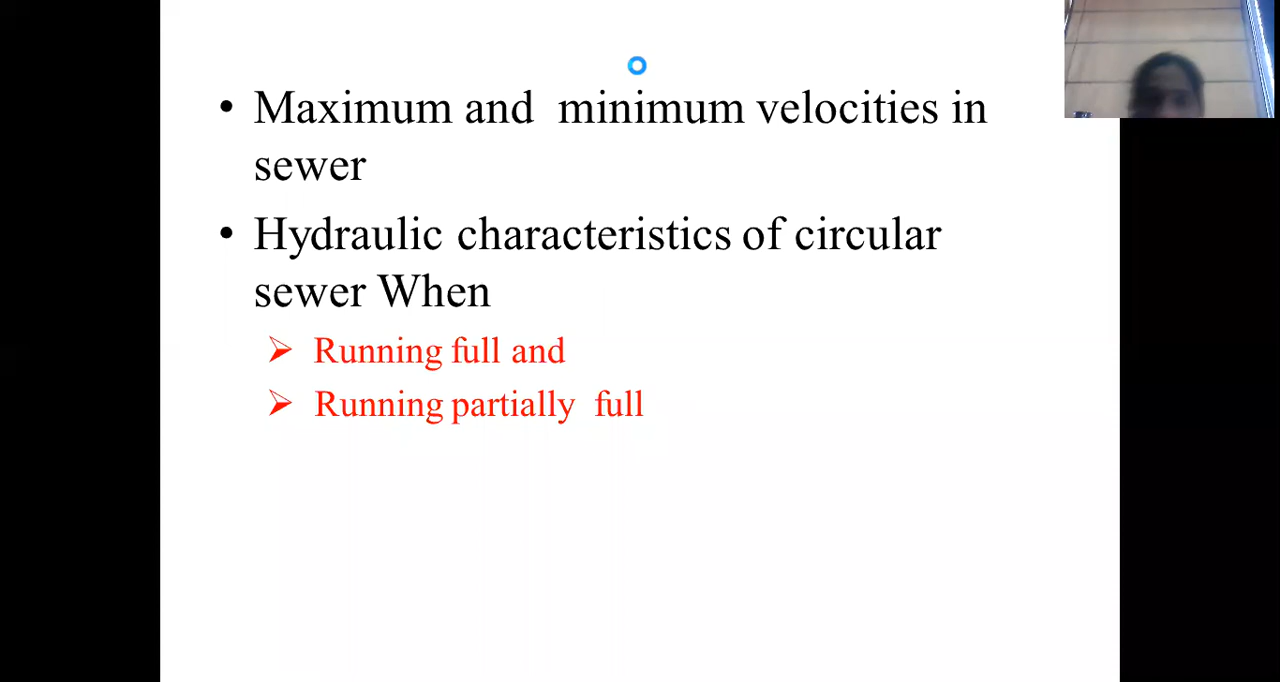 • Maximum and minimum velocities in
sewer
• Hydraulic characteristics of circular
sewer When
➢ Running full and
➢ Running partially full